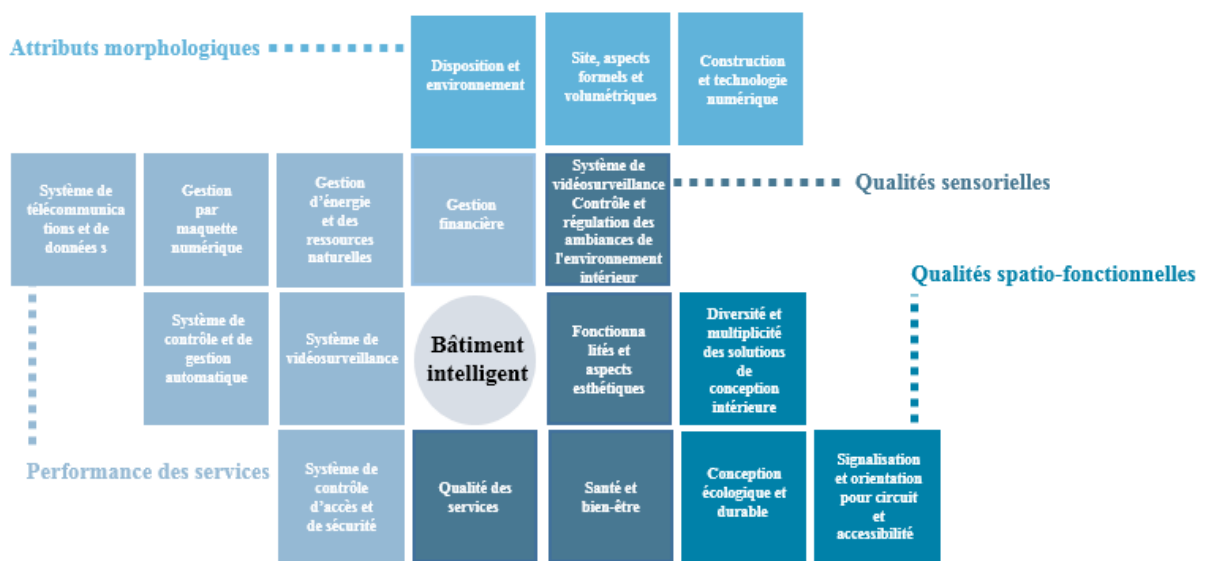 Attributs morphologiques
Disposition et
environnement
Site, aspects
formels et
volumétriques
Construction
et technologie
numérique
Système de
télécommunica
tions et de
données s
Gestion
par
maquette
numérique
Gestion
d'énergie
et des
ressources
naturelles
Gestion
financière
Système de
vidéosurveillance
Contrôle et
régulation des
ambiances de
l'environnement
intérieur
Qualités sensorielles
Qualités spatio-fonctionnelles
Système de
contrôle et de
gestion
automatique
Système de
vidéosurveillance
Bâtiment
intelligent
Fonctionna
lités et
aspects
esthétiques
Diversité et
multiplicité
des solutions
de
conception
intérieure
Performance des services
Système de
contrôle
d'accès et
de sécurité
Qualité des
services
Santé et
bien-être
Conception
écologique et
durable
Signalisation
et orientation
pour circuit
et
accessibilité